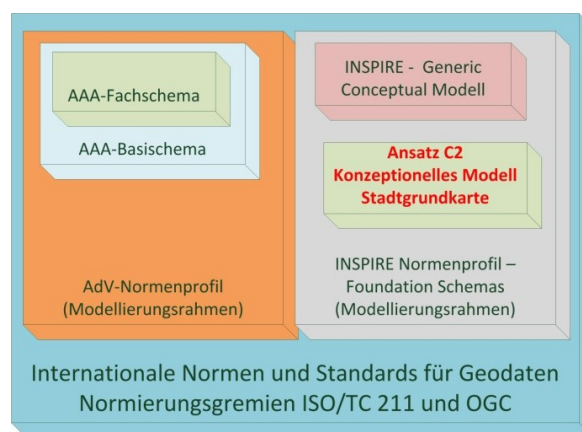 AAA-Fachschema
AAA-Basischema
AdV-Normenprofil
(Modellierungsrahmen)
INSPIRE - Generic
Conceptual Modell
Ansatz C2
Konzeptionelles Modell
Stadtgrundkarte
INSPIRE Normenprofil –
Foundation Schemas
(Modellierungsrahmen)
Internationale Normen und Standards für Geodaten
Normierungsgremien ISO/TC 211 und OGC